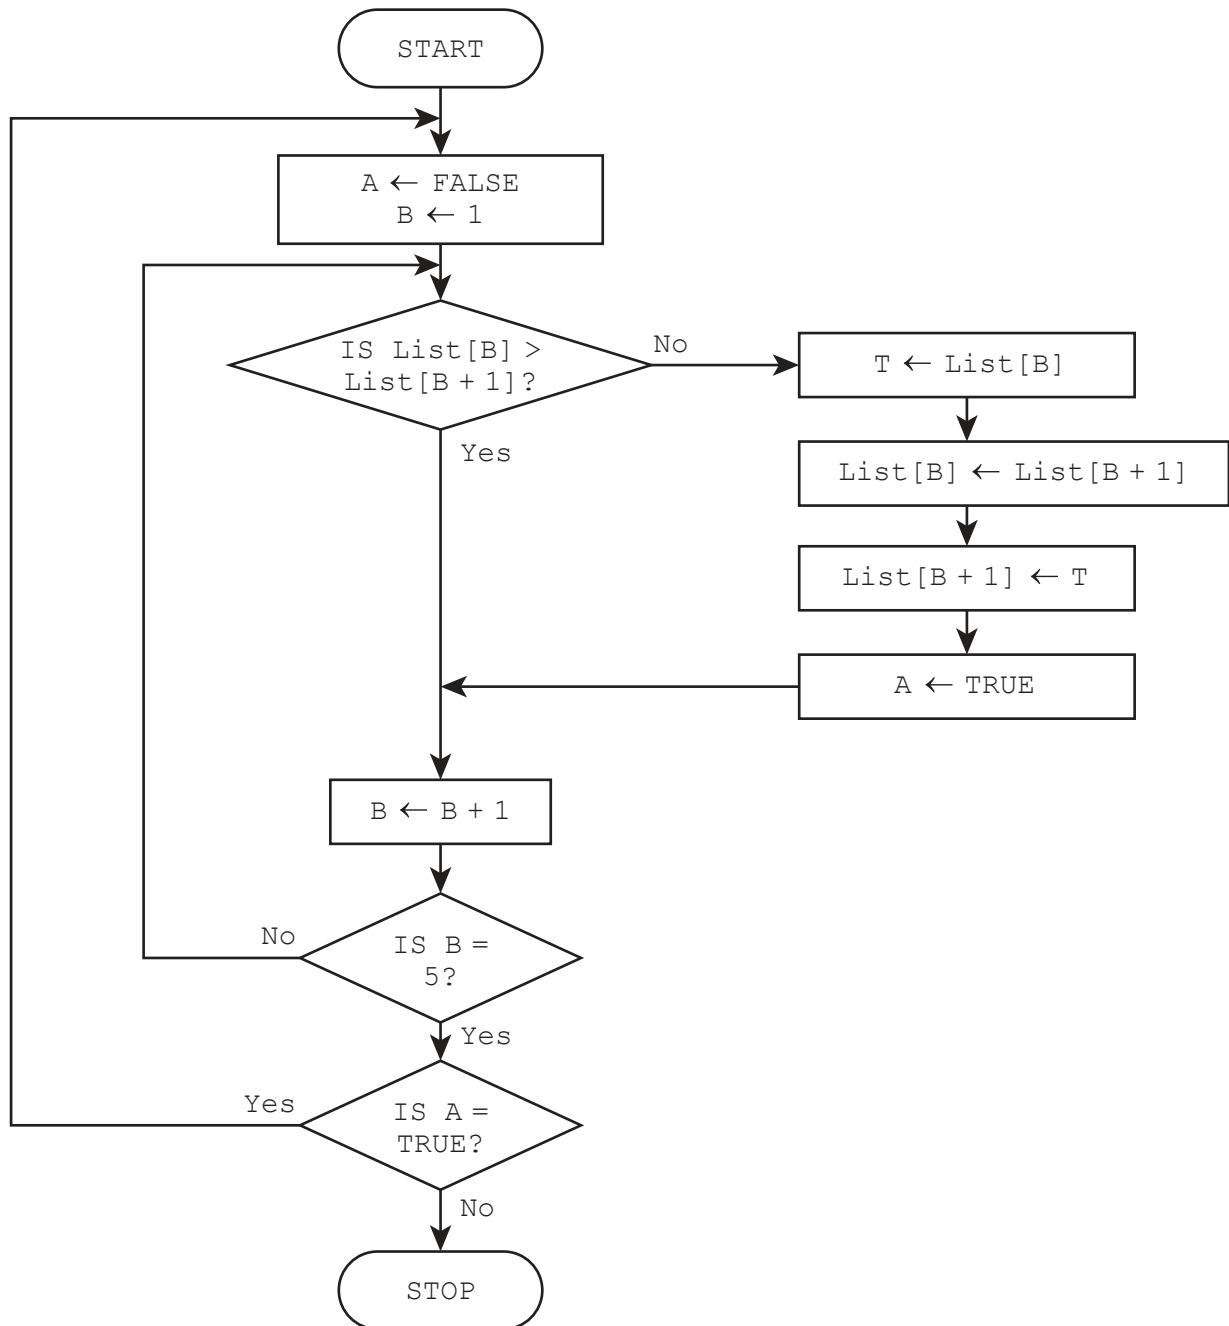 START
A ← FALSE
B ← 1
IS List[B] >
List[B + 1]?
No
T ← List[B]
Yes
List[B] ← List[B + 1]
List[B + 1] ← T
A ← TRUE
B ← B + 1
No
IS B =
5?
Yes
Yes
IS A =
TRUE?
No
STOP